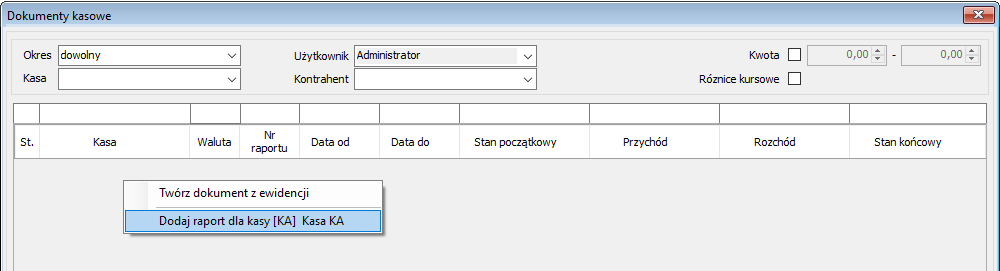 Dokumenty kasowe
Okres dowolny Użytkownik Administrator Kwota 0,00 - 0,00
Kasa Kontrahent Róznice kursowe
St. Kasa Waluta Nr raportu Data od Data do Stan początkowy Przychód Rozchód Stan końcowy
Twórz dokument z ewidencji
Dodaj raport dla kasy [KA] Kasa KA